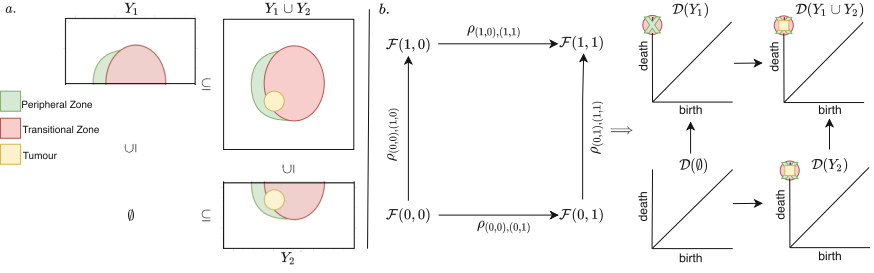 a.
Y₁
Y₁ ∪ Y₂
⊆
Peripheral Zone
Transitional Zone
Tumour
∪|
∪|
∅
⊆
Y₂
b.
F(1, 0)
ρ(1,0),(1,1)
F(1, 1)
ρ(0,0),(1,0)
ρ(0,1),(1,1)
F(0, 0)
ρ(0,0),(0,1)
F(0, 1)
⟹
D(Y₁)
death
birth
D(Y₁ ∪ Y₂)
death
birth
D(∅)
death
birth
D(Y₂)
death
birth